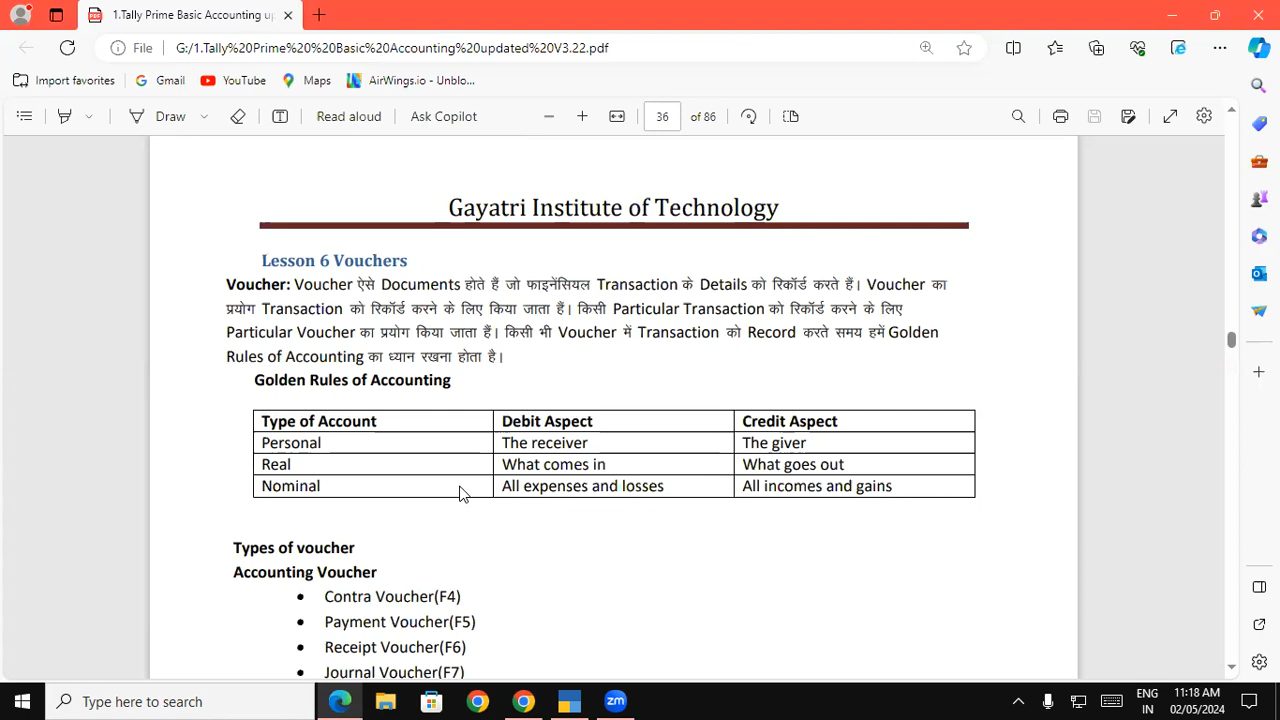 1.Tally Prime Basic Accounting up
File
G:/1.Tally%20Prime%20%20Basic%20Accounting%20updated%20V3.22.pdf
Import favorites
Gmail
YouTube
Maps
AirWings.io - Unblo...
Draw
Read aloud
Ask Copilot
36
of 86
Gayatri Institute of Technology
Lesson 6 Vouchers
Voucher: Voucher ऐसे Documents होते हैं जो फाइनेंसियल Transaction के Details को रिकॉर्ड करते हैं। Voucher का
प्रयोग Transaction को रिकॉर्ड करने के लिए किया जाता हैं। किसी Particular Transaction को रिकॉर्ड करने के लिए
Particular Voucher का प्रयोग किया जाता हैं। किसी भी Voucher में Transaction को Record करते समय हमें Golden
Rules of Accounting का ध्यान रखना होता है।
Golden Rules of Accounting
Type of Account Debit Aspect Credit Aspect
Personal The receiver The giver
Real What comes in What goes out
Nominal All expenses and losses All incomes and gains
Types of voucher
Accounting Voucher
• Contra Voucher(F4)
• Payment Voucher(F5)
• Receipt Voucher(F6)
• Journal Voucher(F7)
Type here to search
zm
ENG
IN
11:18 AM
02/05/2024